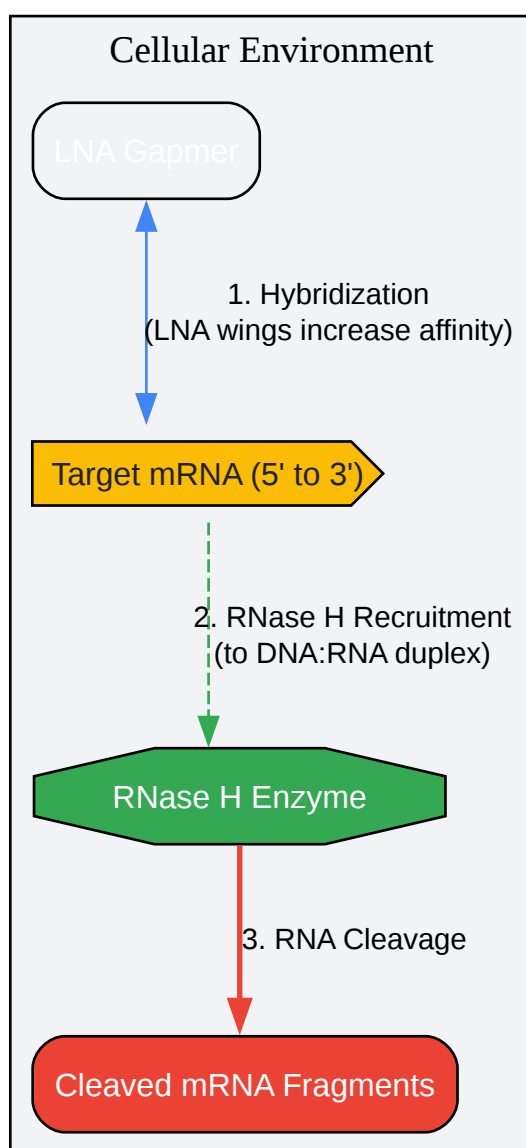 Cellular Environment
LNA Gapmer
1. Hybridization
(LNA wings increase affinity)
Target mRNA (5' to 3')
2. RNase H Recruitment
(to DNA:RNA duplex)
RNase H Enzyme
3. RNA Cleavage
Cleaved mRNA Fragments